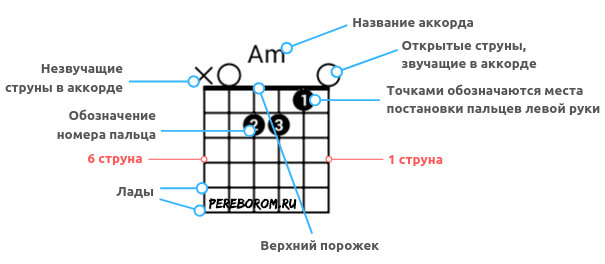 Название аккорда
Am
Открытые струны,
звучащие в аккорде
Незвучащие
струны в аккорде
Точками обозначаются места
постановки пальцев левой руки
1
Обозначение
номера пальца
2 3
6 струна
1 струна
Лады
PEREBOROM.RU
Верхний порожек